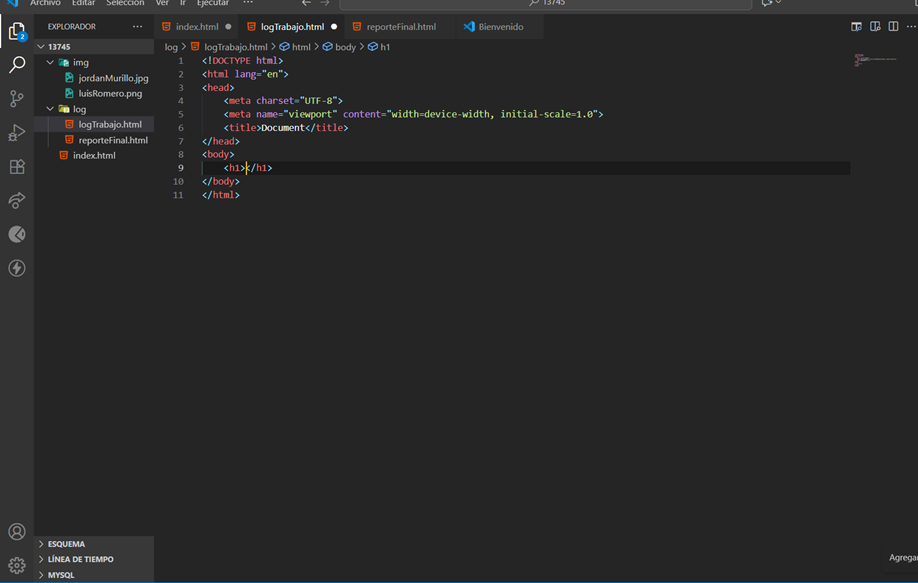 Archivo Editar Selección Ver Ir Ejecutar ··· 13745
EXPLORADOR ···
2
13745
img
jordanMurillo.jpg
luisRomero.png
log
logTrabajo.html
reporteFinal.html
index.html
index.html logTrabajo.html reporteFinal.html Bienvenido
log > logTrabajo.html > html > body > h1
1 <!DOCTYPE html>
2 <html lang="en">
3 <head>
4 <meta charset="UTF-8">
5 <meta name="viewport" content="width=device-width, initial-scale=1.0">
6 <title>Document</title>
7 </head>
8 <body>
9 <h1></h1>
10 </body>
11 </html>
ESQUEMA
LÍNEA DE TIEMPO
MYSQL